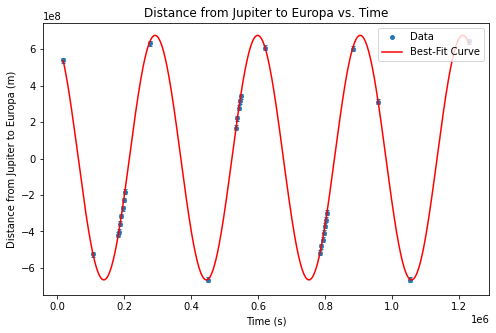 Distance from Jupiter to Europa vs. Time
1e8
Data
Best-Fit Curve
6
4
2
0
−2
−4
−6
Distance from Jupiter to Europa (m)
0.0 0.2 0.4 0.6 0.8 1.0 1.2
1e6
Time (s)